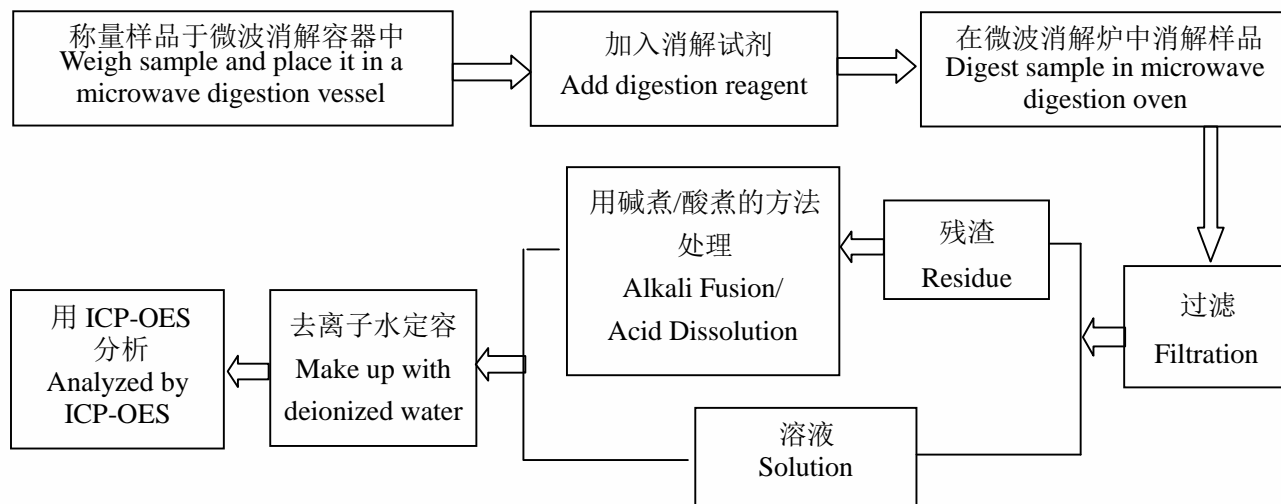 称量样品于微波消解容器中
Weigh sample and place it in a
microwave digestion vessel
加入消解试剂
Add digestion reagent
在微波消解炉中消解样品
Digest sample in microwave
digestion oven
过滤
Filtration
残渣
Residue
用碱煮/酸煮的方法
处理
Alkali Fusion/
Acid Dissolution
溶液
Solution
去离子水定容
Make up with
deionized water
用 ICP-OES
分析
Analyzed by
ICP-OES